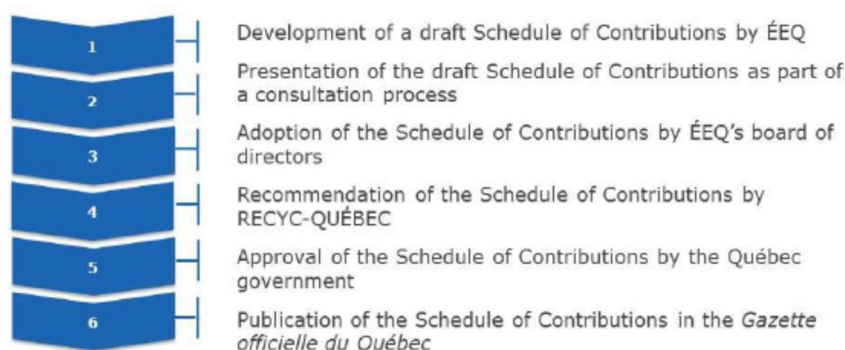 1
Development of a draft Schedule of Contributions by ÉEQ
2
Presentation of the draft Schedule of Contributions as part of
a consultation process
3
Adoption of the Schedule of Contributions by ÉEQ's board of
directors
4
Recommendation of the Schedule of Contributions by
RECYC-QUÉBEC
5
Approval of the Schedule of Contributions by the Québec
government
6
Publication of the Schedule of Contributions in the Gazette
officielle du Québec